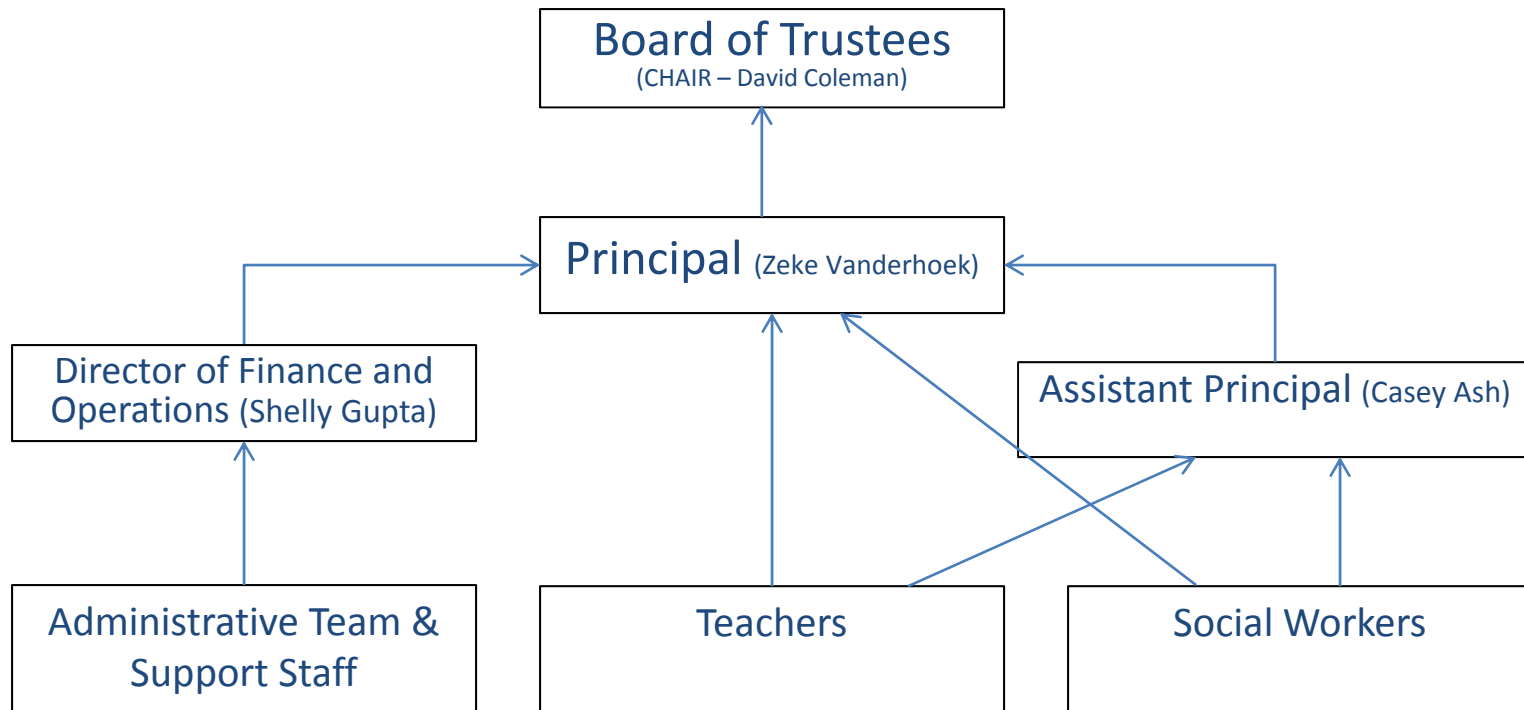 Board of Trustees
(CHAIR – David Coleman)
Principal (Zeke Vanderhoek)
Director of Finance and
Operations (Shelly Gupta)
Assistant Principal (Casey Ash)
Administrative Team &
Support Staff
Teachers
Social Workers